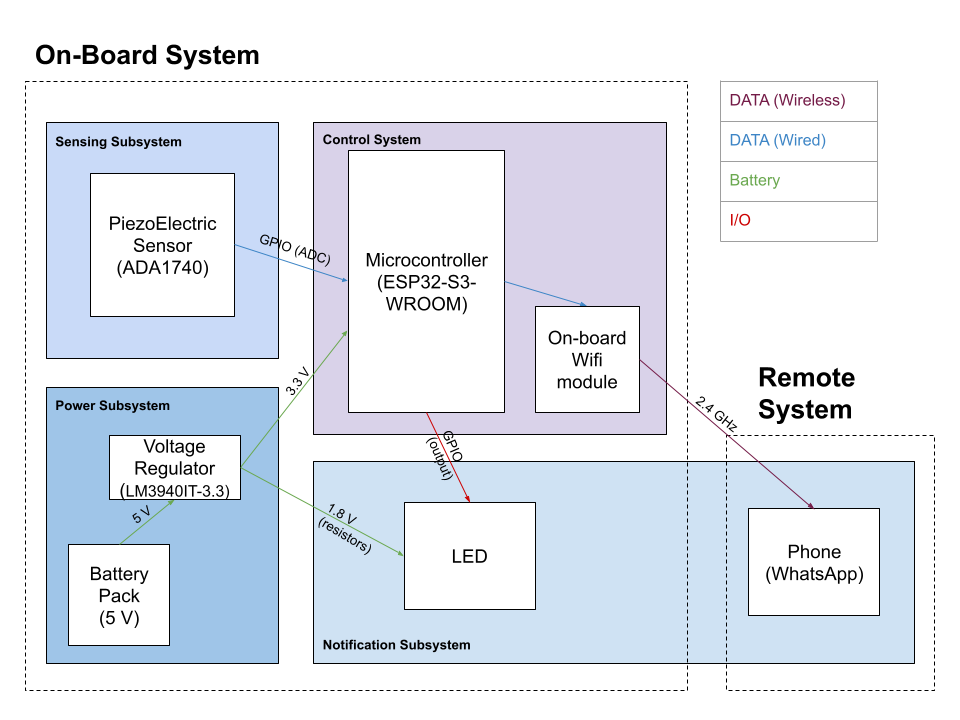 On-Board System
DATA (Wireless)
DATA (Wired)
Battery
I/O
Sensing Subsystem
PiezoElectric
Sensor
(ADA1740)
GPIO (ADC)
Control System
Microcontroller
(ESP32-S3-
WROOM)
On-board
Wifi
module
Remote
System
2.4 GHz
3.3 V
Power Subsystem
Voltage
Regulator
(LM3940IT-3.3)
5 V
Battery
Pack
(5 V)
GPIO
(output)
1.8 V
(resistors)
LED
Phone
(WhatsApp)
Notification Subsystem